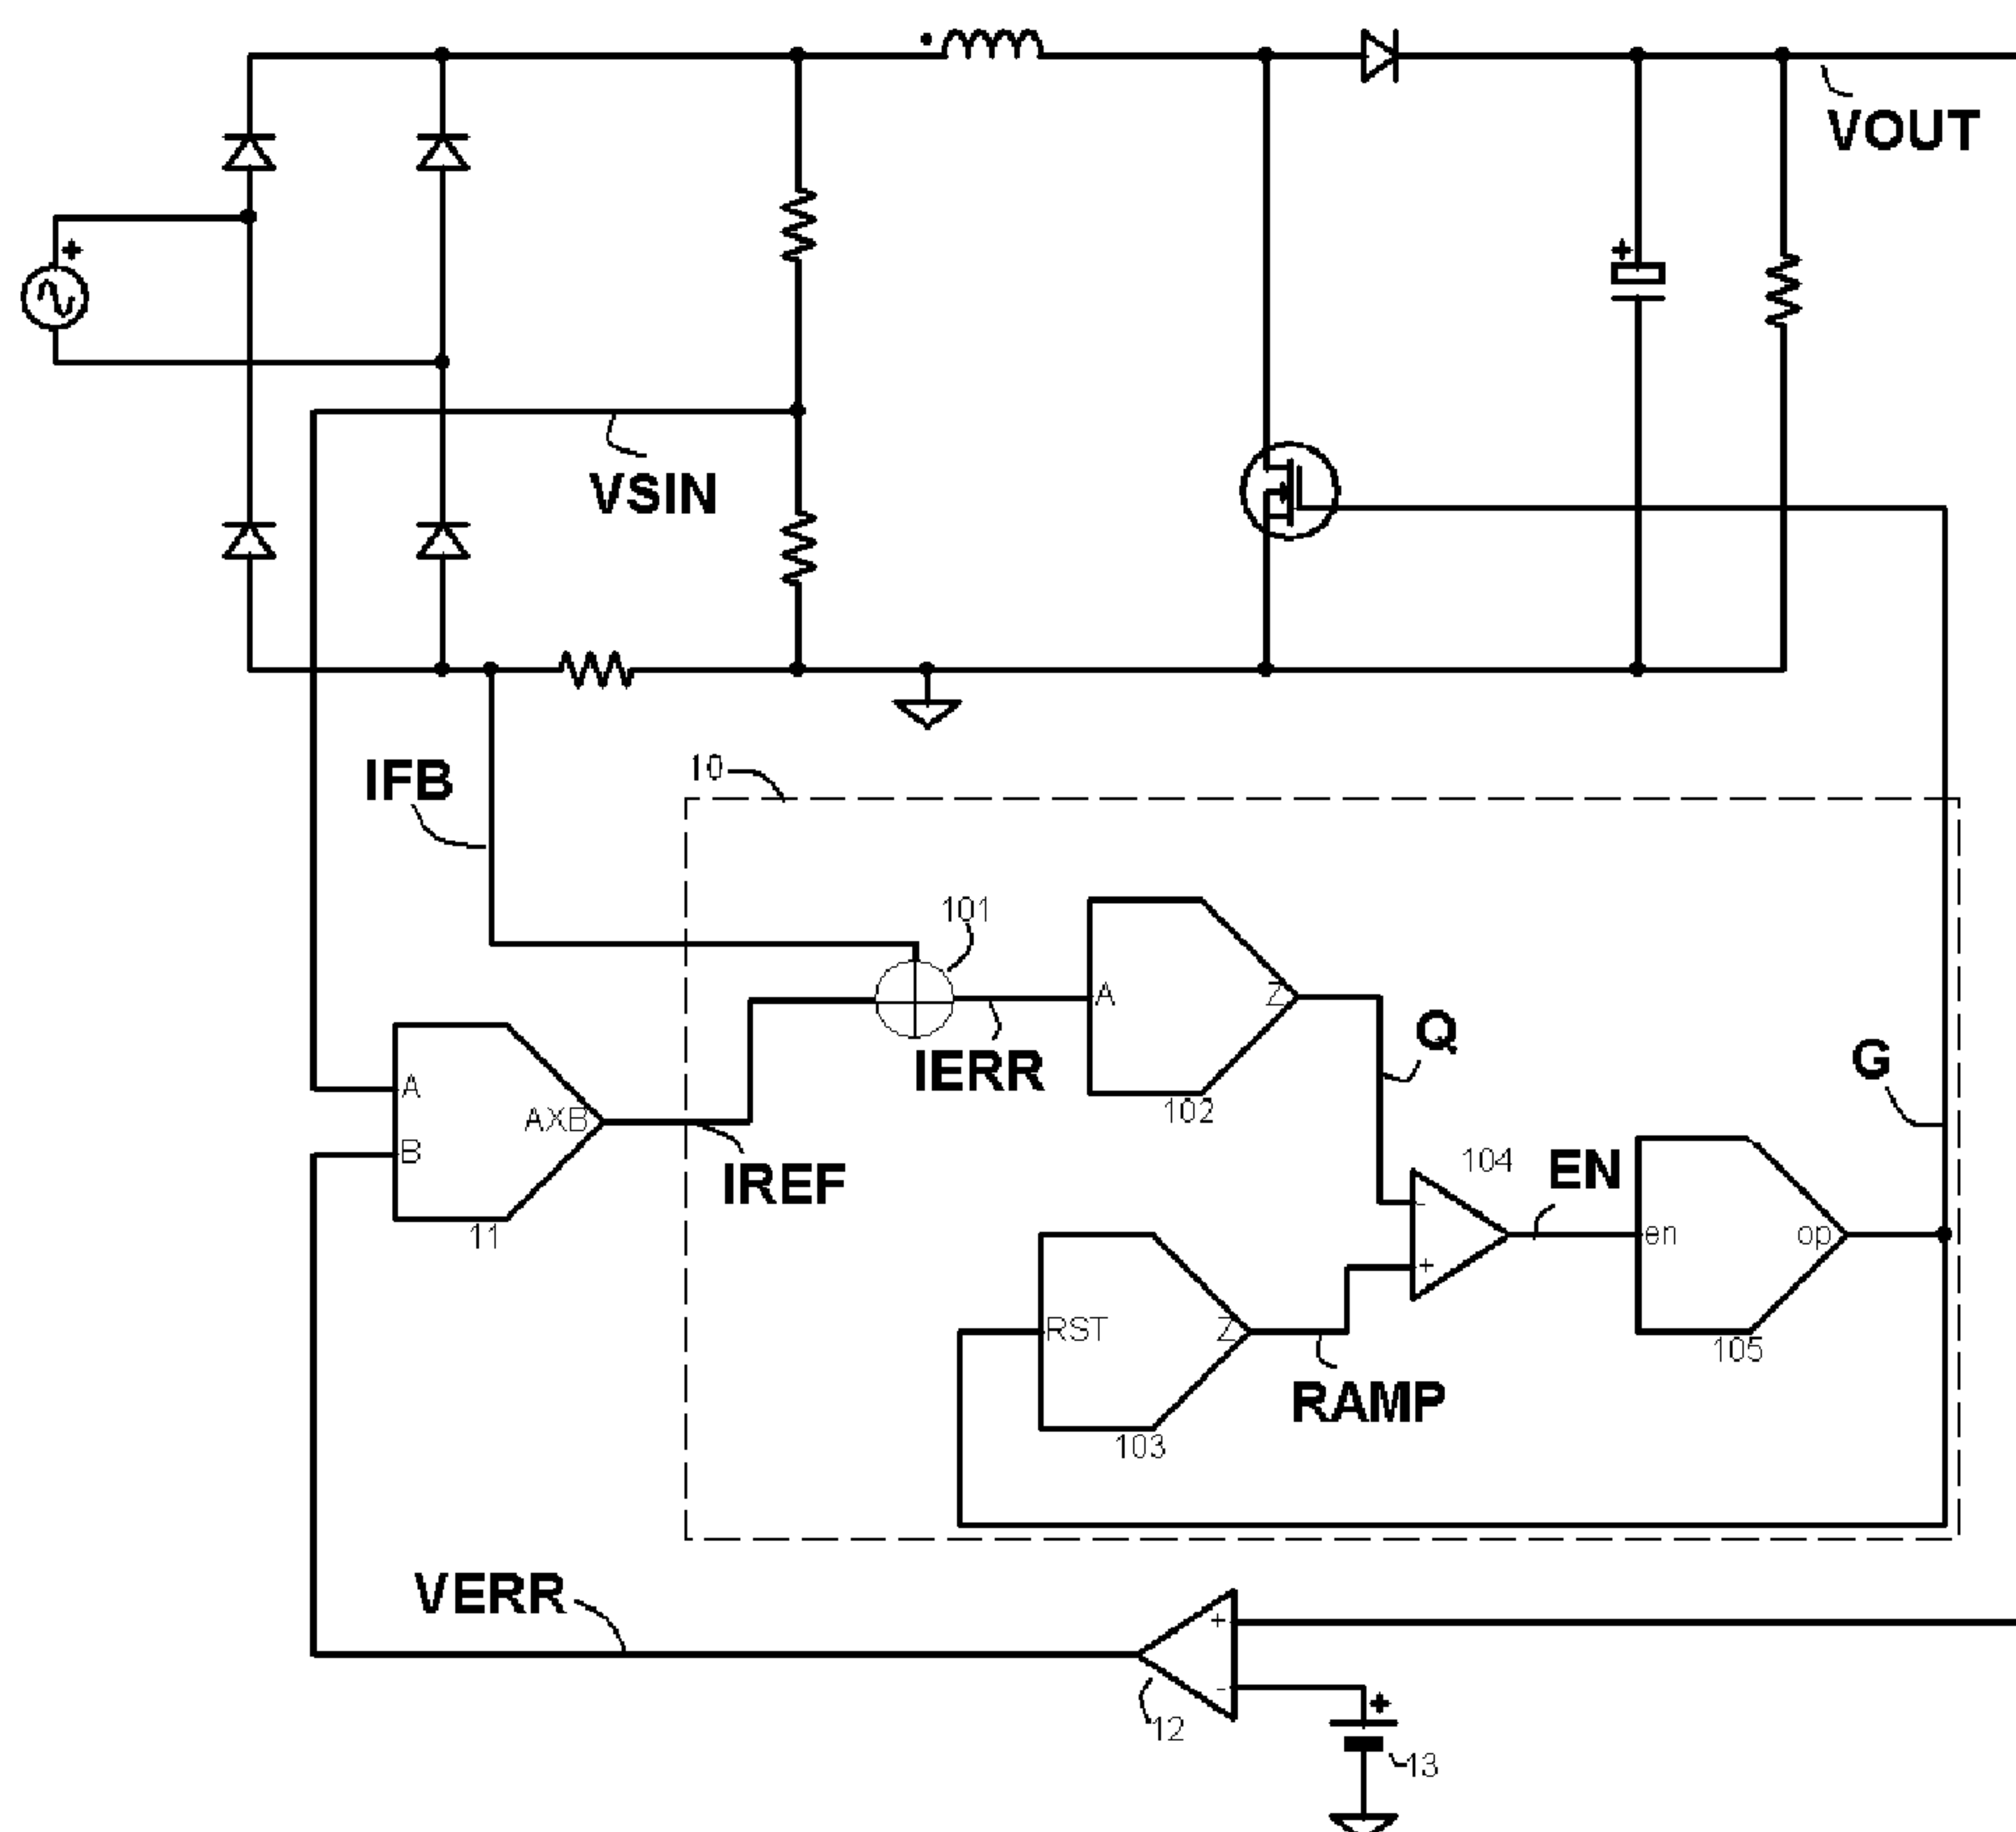 +
+
VOUT
VSIN
IFB
10
101
A
Z
IERR
102
Q
G
A
AXB
B
11
IREF
104
EN
-
+
en
op
105
RST
Z
RAMP
103
VERR
+
-
12
+
13